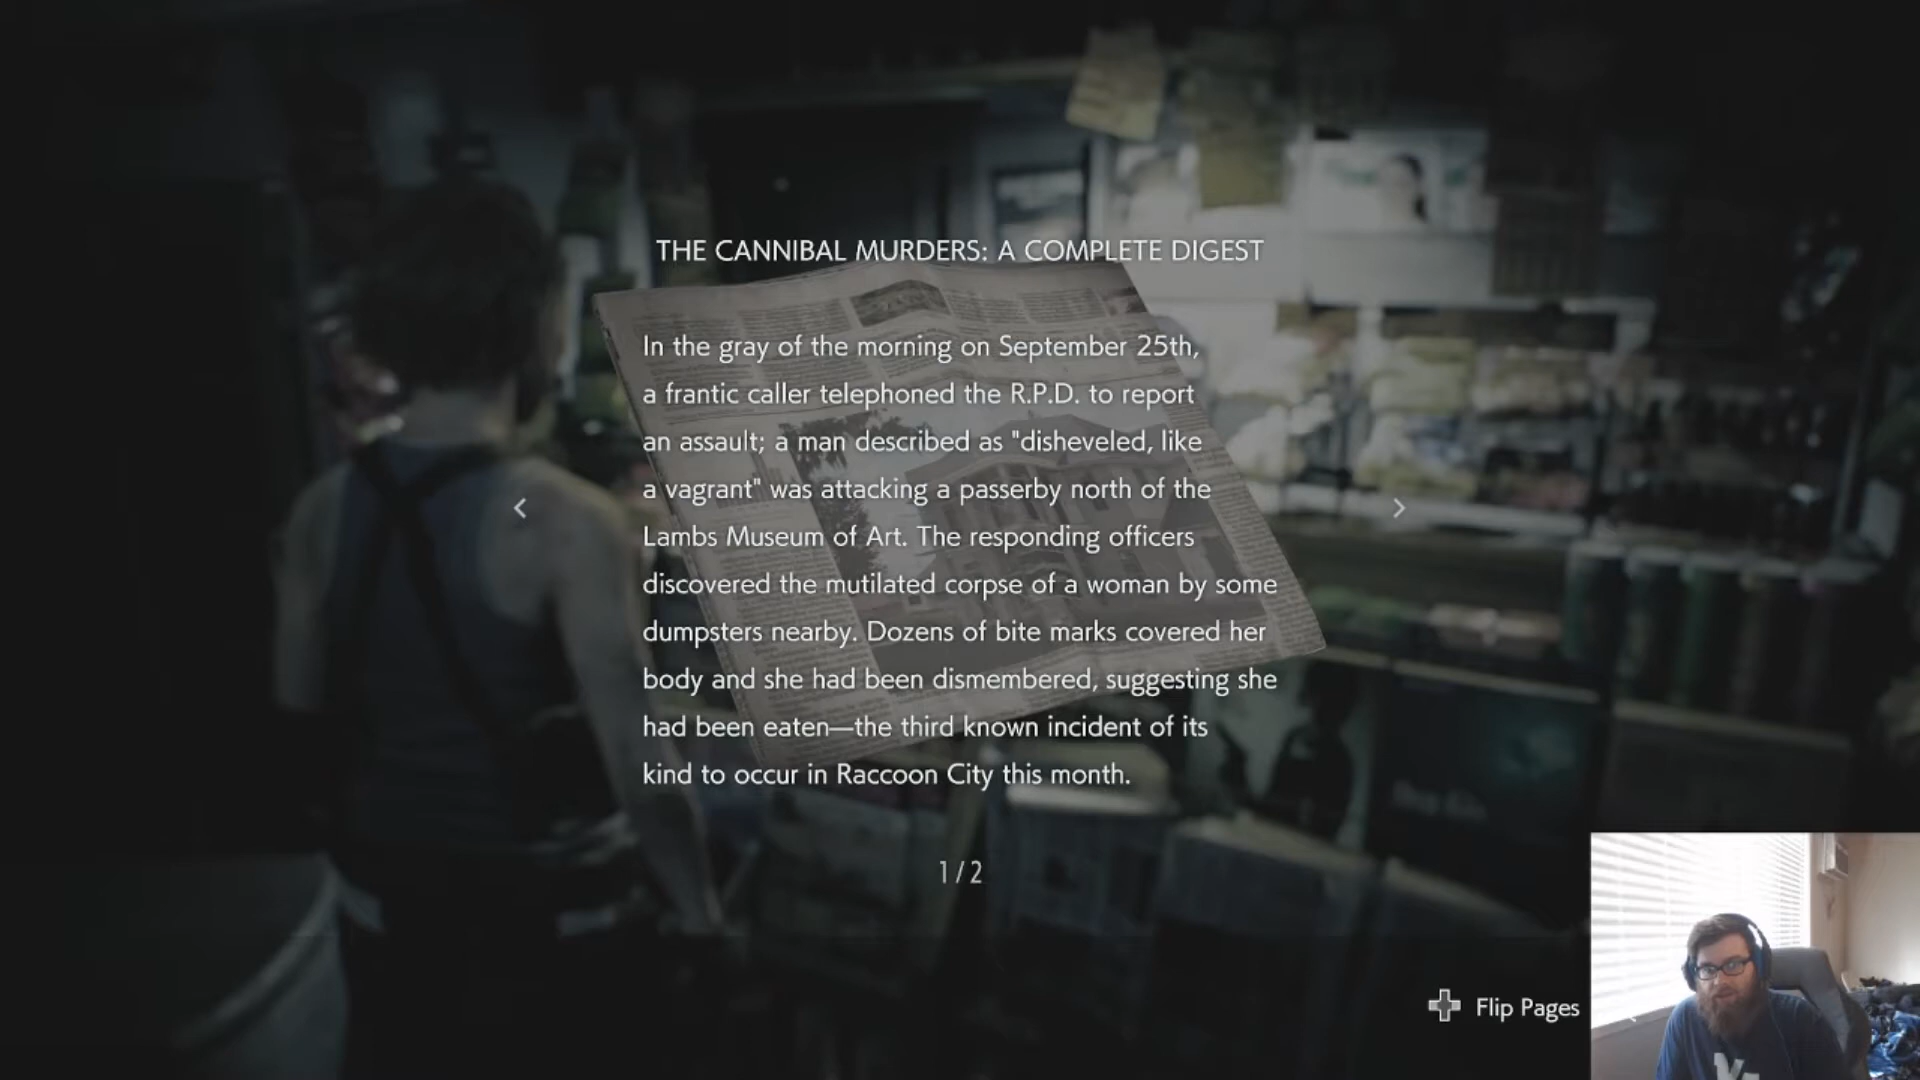 THE CANNIBAL MURDERS: A COMPLETE DIGEST
In the gray of the morning on September 25th,
a frantic caller telephoned the R.P.D. to report
an assault; a man described as "disheveled, like
a vagrant" was attacking a passerby north of the
Lambs Museum of Art. The responding officers
discovered the mutilated corpse of a woman by some
dumpsters nearby. Dozens of bite marks covered her
body and she had been dismembered, suggesting she
had been eaten—the third known incident of its
kind to occur in Raccoon City this month.
1/2
Flip Pages